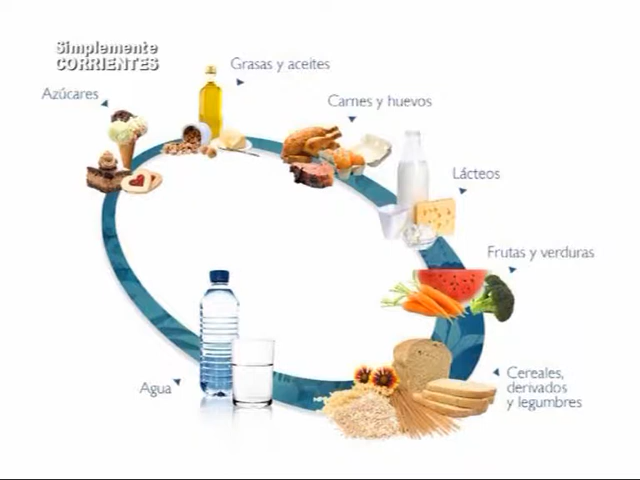 Simplemente
CORRIENTES
Grasas y aceites
Azúcares
Carnes y huevos
Lácteos
Frutas y verduras
Cereales,
derivados
y legumbres
Agua